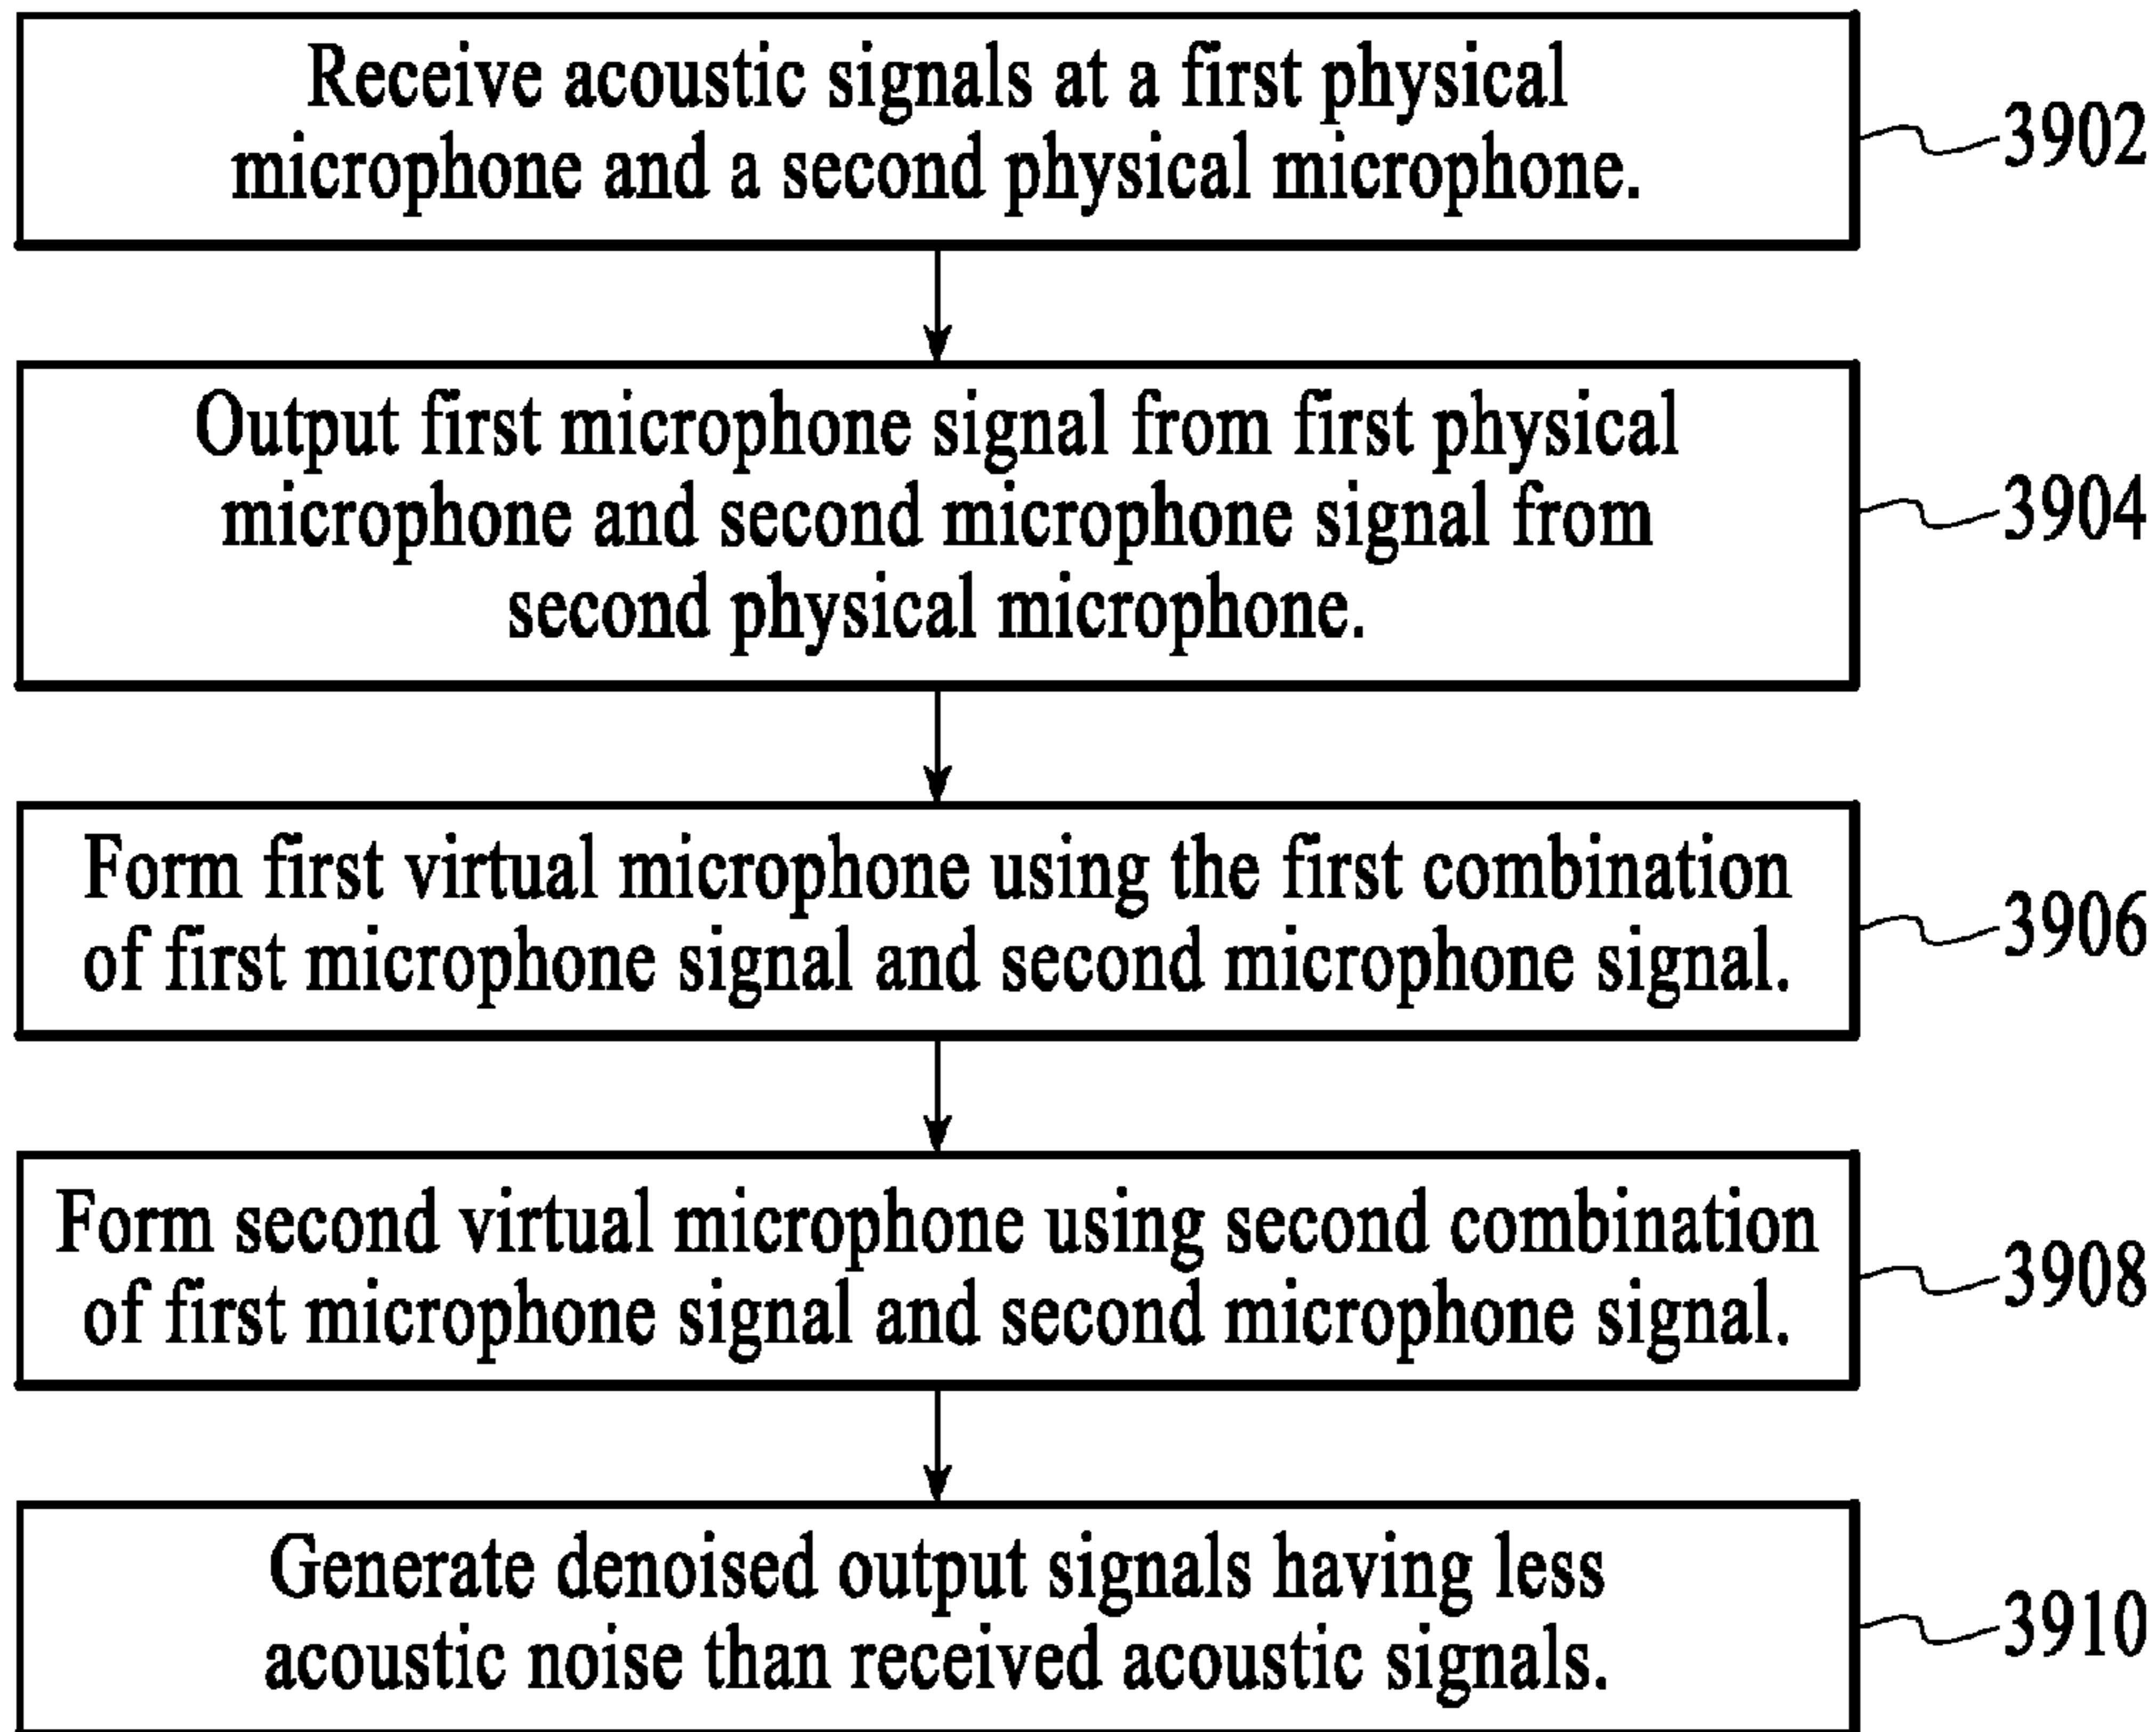 Receive acoustic signals at a first physical
microphone and a second physical microphone.
3902
Output first microphone signal from first physical
microphone and second microphone signal from
second physical microphone.
3904
Form first virtual microphone using the first combination
of first microphone signal and second microphone signal.
3906
Form second virtual microphone using second combination
of first microphone signal and second microphone signal.
3908
Generate denoised output signals having less
acoustic noise than received acoustic signals.
3910